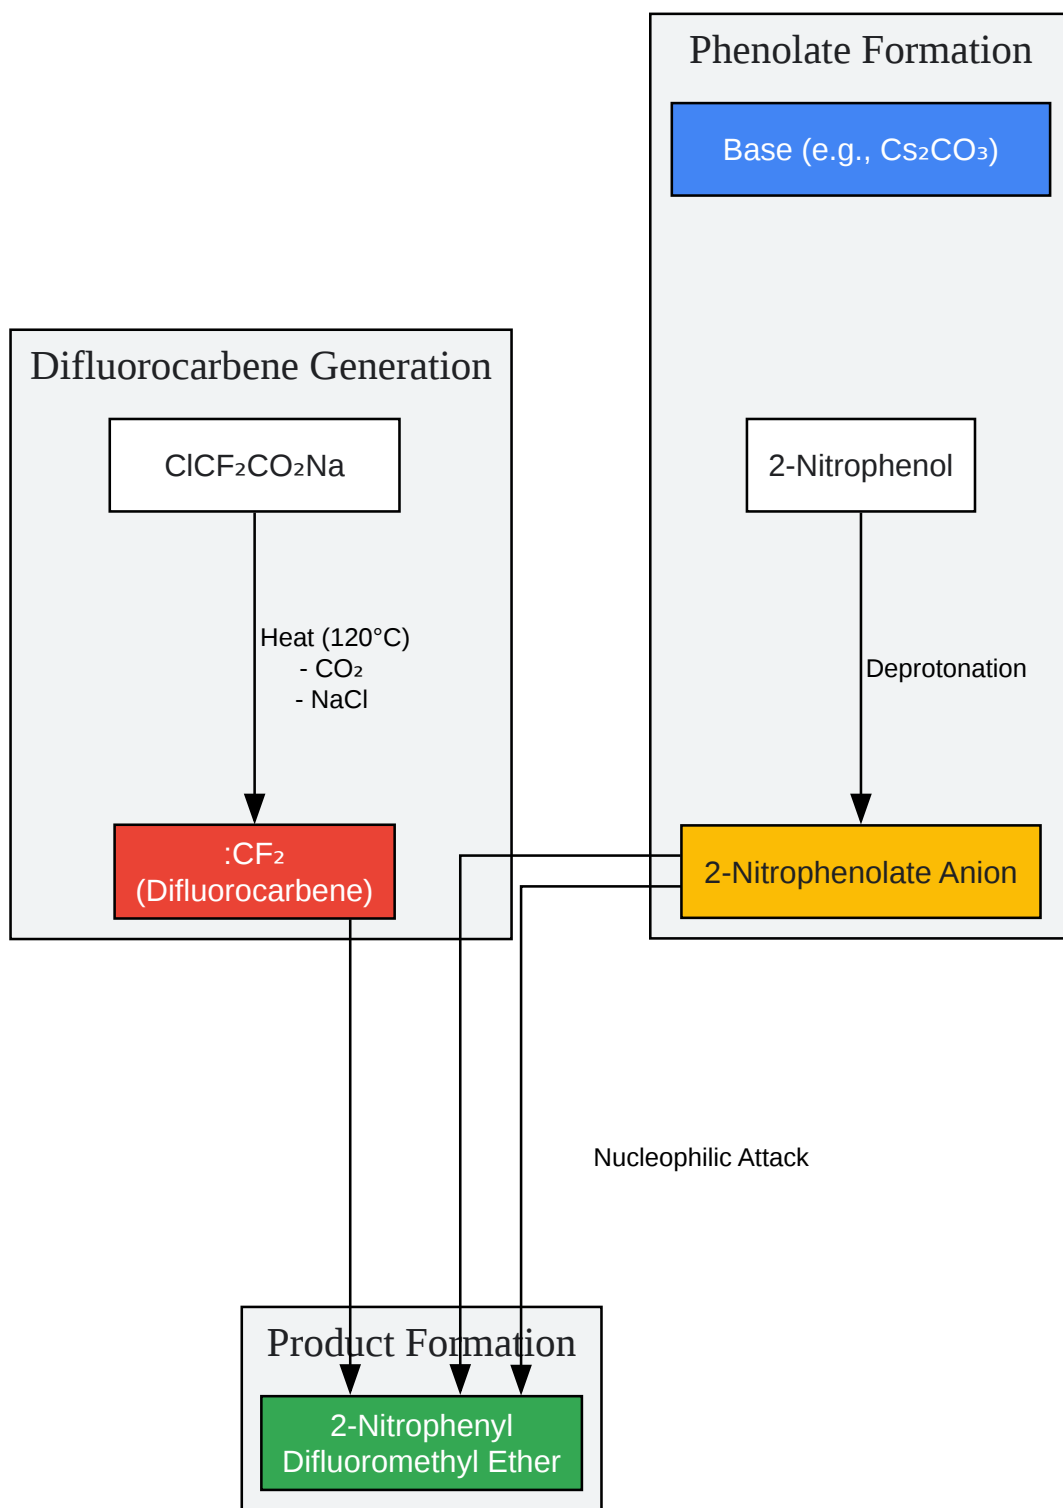 Phenolate Formation
Base (e.g., Cs₂CO₃)
Difluorocarbene Generation
ClCF₂CO₂Na
2-Nitrophenol
Heat (120°C)
- CO₂
- NaCl
Deprotonation
:CF₂
(Difluorocarbene)
2-Nitrophenolate Anion
Nucleophilic Attack
Product Formation
2-Nitrophenyl
Difluoromethyl Ether